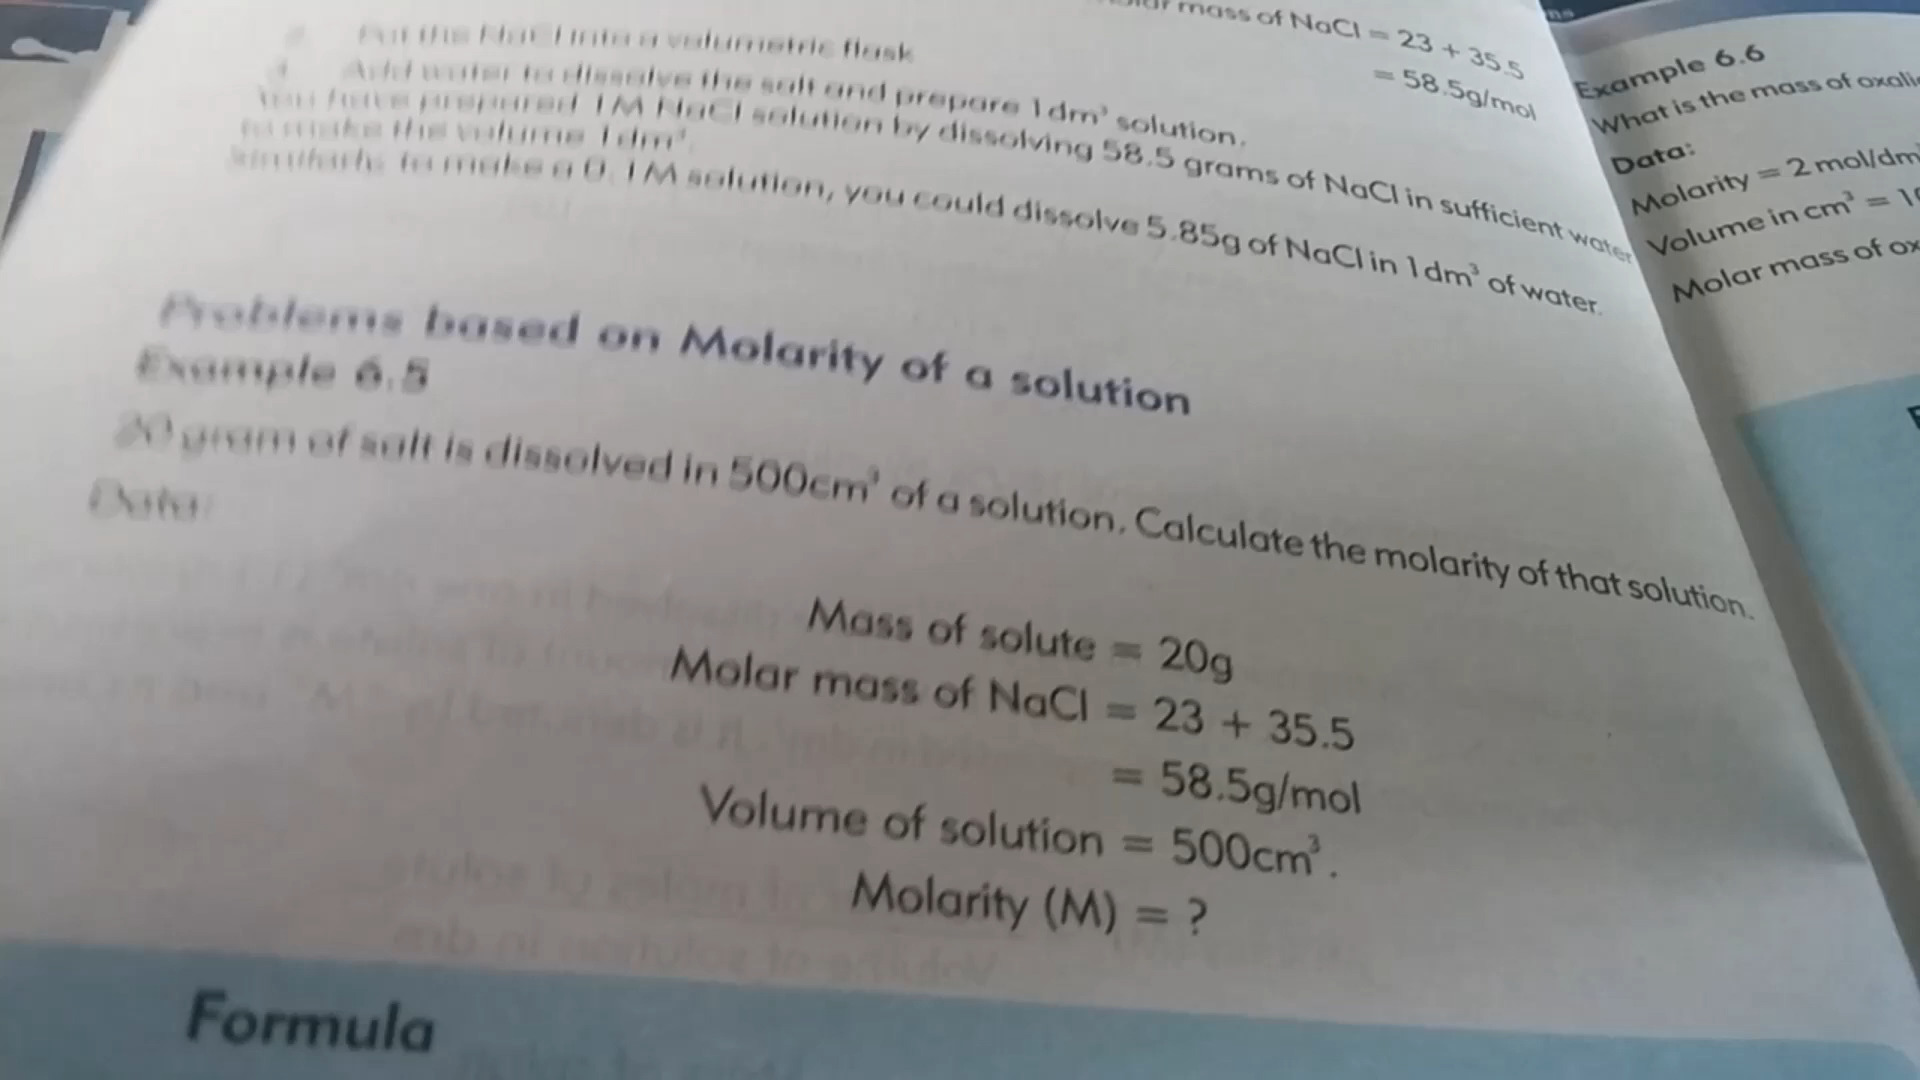 mass of NaCl = 23 + 35.5
= 58.5g/mol
Put the NaCl into a volumetric flask
Add water to dissolve the salt and prepare 1dm³ solution.
You have prepared 1M NaCl solution by dissolving 58.5 grams of NaCl in sufficient water
to make the volume 1dm³.
Similarly, to make a 0.1M solution, you could dissolve 5.85g of NaCl in 1dm³ of water.
Problems based on Molarity of a solution
Example 6.5
20 gram of salt is dissolved in 500cm³ of a solution. Calculate the molarity of that solution.
Data:
Mass of solute = 20g
Molar mass of NaCl = 23 + 35.5
= 58.5g/mol
Volume of solution = 500cm³.
Molarity (M) = ?
Formula
Example 6.6
What is the mass of
Data:
Molarity = 2 mol/dm
Volume in cm³ =
Molar mass of